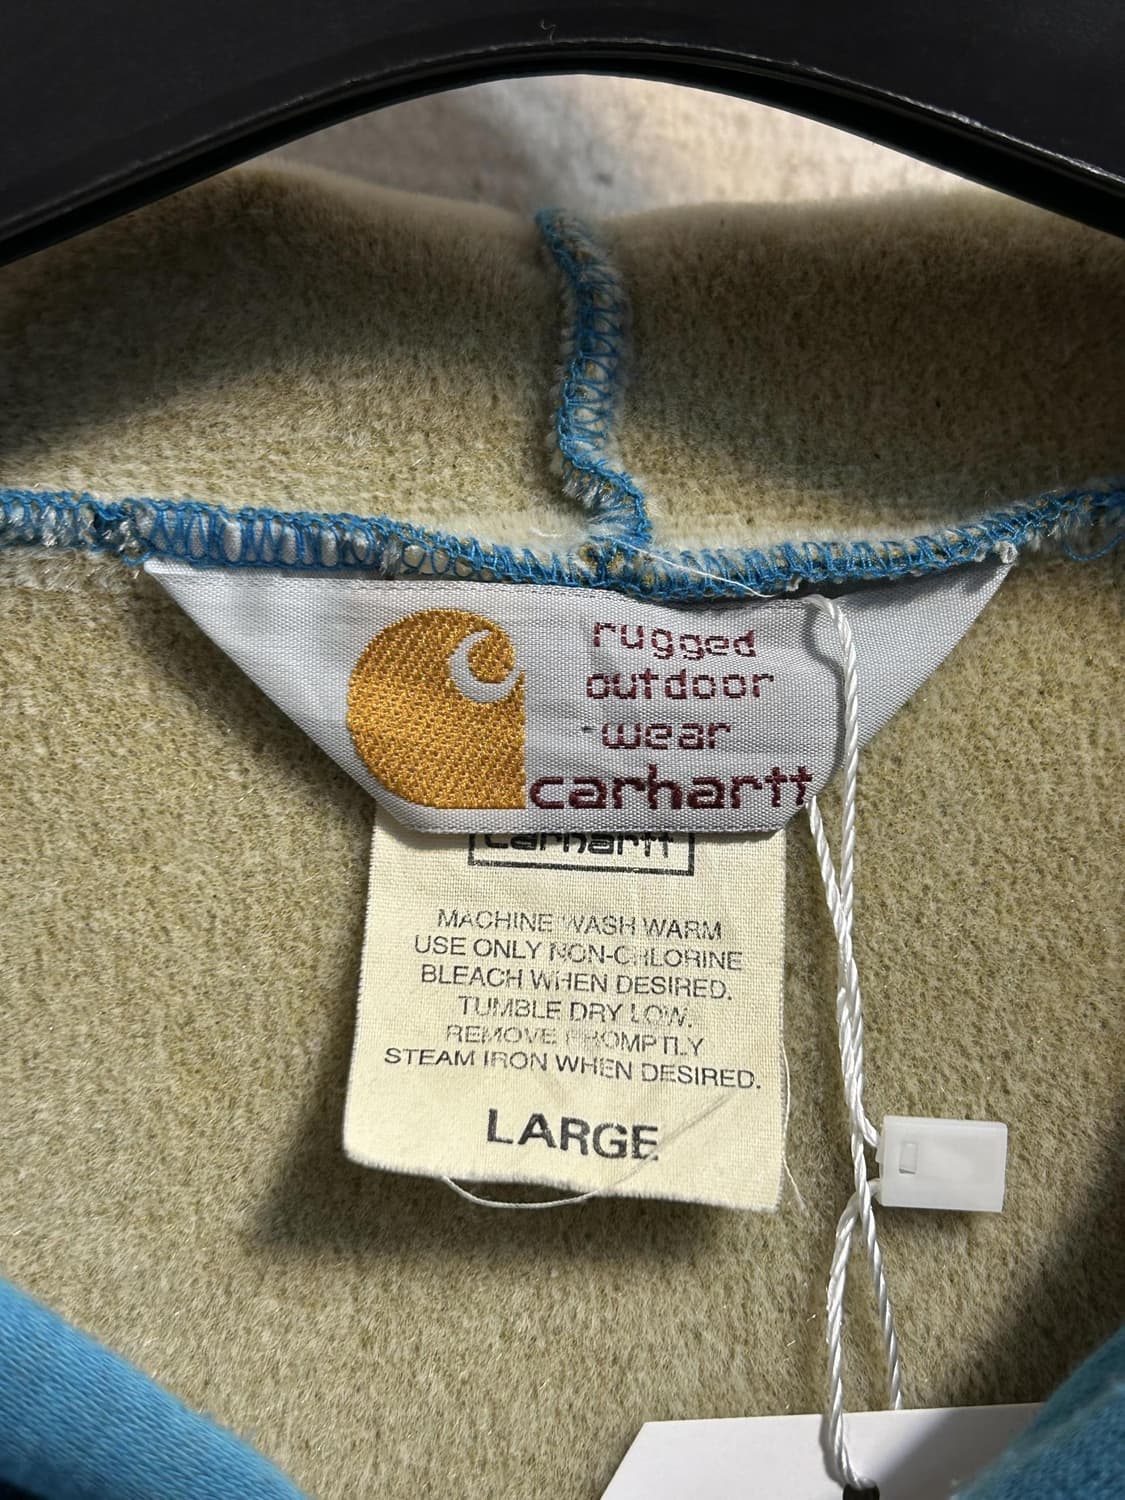 rugged
outdoor
wear
carhartt
carhartt
MACHINE WASH WARM
USE ONLY NON-CHLORINE
BLEACH WHEN DESIRED.
TUMBLE DRY LOW.
REMOVE PROMPTLY
STEAM IRON WHEN DESIRED.
LARGE